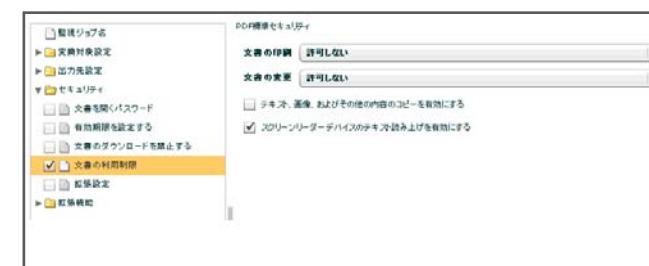 監視ジョブ名
変換対象設定
出力先設定
セキュリティ
文書を開くパスワード
有効期限を設定する
文書のダウンロードを禁止する
文書の利用制限
拡張設定
拡張機能
PDF標準セキュリティ
文書の印刷 許可しない
文書の変更 許可しない
テキスト、画像、およびその他の内容のコピーを有効にする
スクリーンリーダーデバイスのテキスト読み上げを有効にする